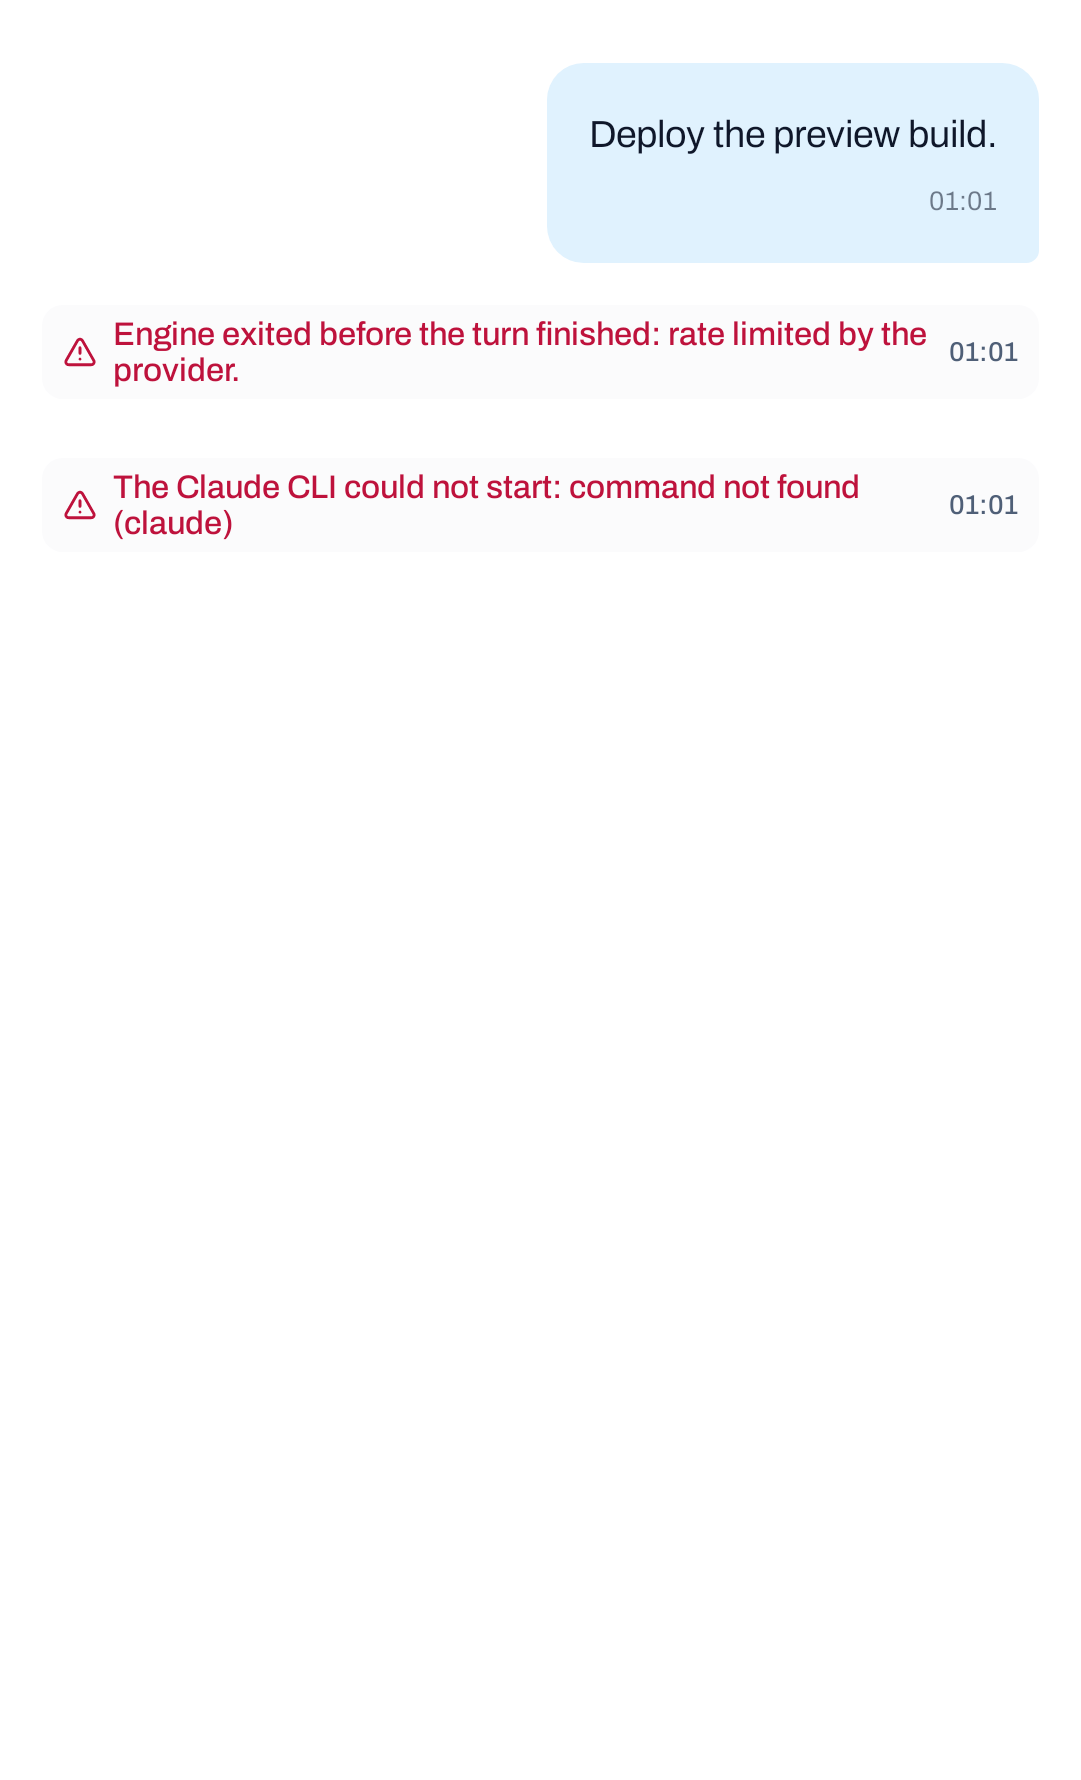 Deploy the preview build.
01:01
Engine exited before the turn finished: rate limited by the
provider.
01:01
The Claude CLI could not start: command not found
(claude)
01:01